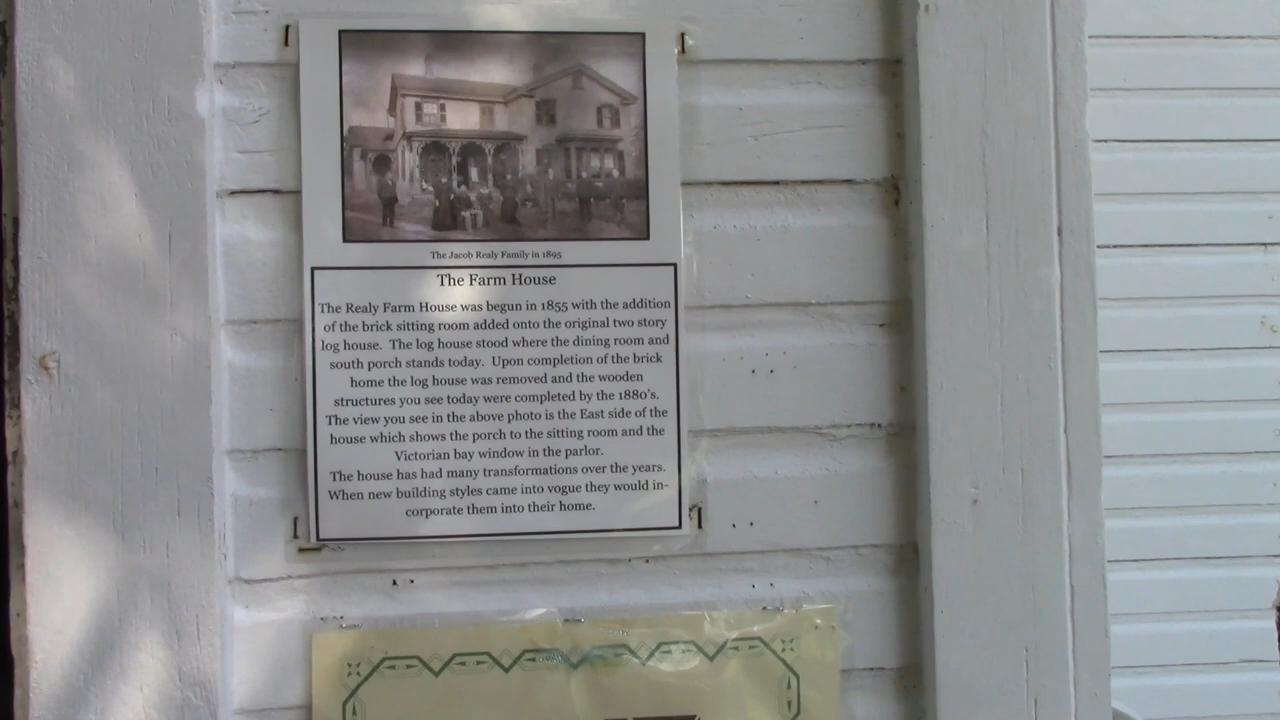 The Jacob Realy Family in 1895
The Farm House
The Realy Farm House was begun in 1855 with the addition
of the brick sitting room added onto the original two story
log house. The log house stood where the dining room and
south porch stands today. Upon completion of the brick
home the log house was removed and the wooden
structures you see today were completed by the 1880's.
The view you see in the above photo is the East side of the
house which shows the porch to the sitting room and the
Victorian bay window in the parlor.
The house has had many transformations over the years.
When new building styles came into vogue they would in-
corporate them into their home.